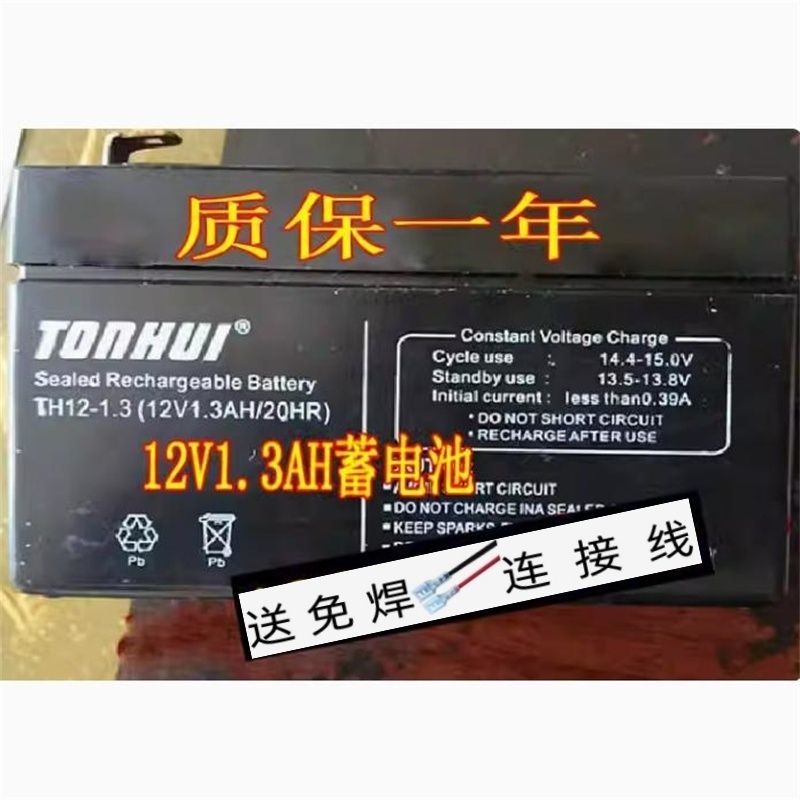 质保一年
TONHUI®
Sealed Rechargeable Battery
TH12-1.3 (12V1.3AH/20HR)
Constant Voltage Charge
Cycle use : 14.4-15.0V
Standby use : 13.5-13.8V
Initial current : less than0.39A
· DO NOT SHORT CIRCUIT
· RECHARGE AFTER USE
12V1.3AH蓄电池
SHORT CIRCUIT
DO NOT CHARGE INA SEALED
KEEP SPARKS
Pb
Pb
送免焊连接线